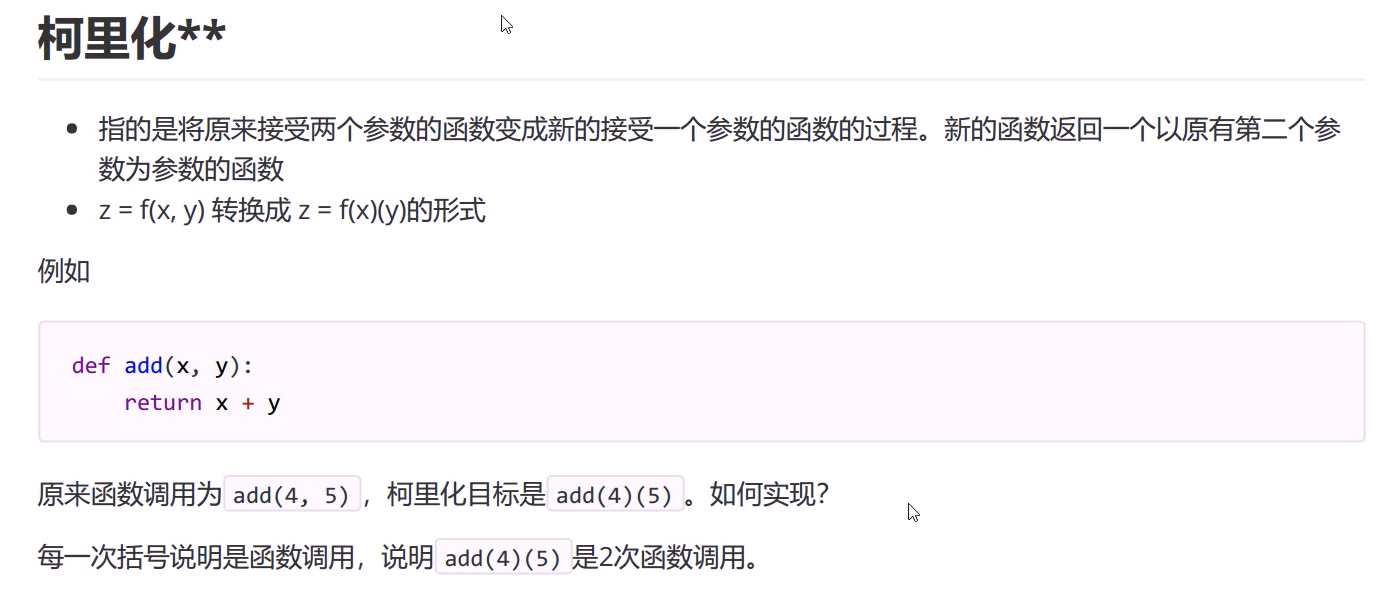 柯里化**
指的是将原来接受两个参数的函数变成新的接受一个参数的函数的过程。新的函数返回一个以原有第二个参
数为参数的函数
z = f(x, y) 转换成 z = f(x)(y)的形式
例如
def add(x, y):
    return x + y
原来函数调用为 add(4, 5) ，柯里化目标是 add(4)(5) 。如何实现？
每一次括号说明是函数调用，说明 add(4)(5) 是2次函数调用。